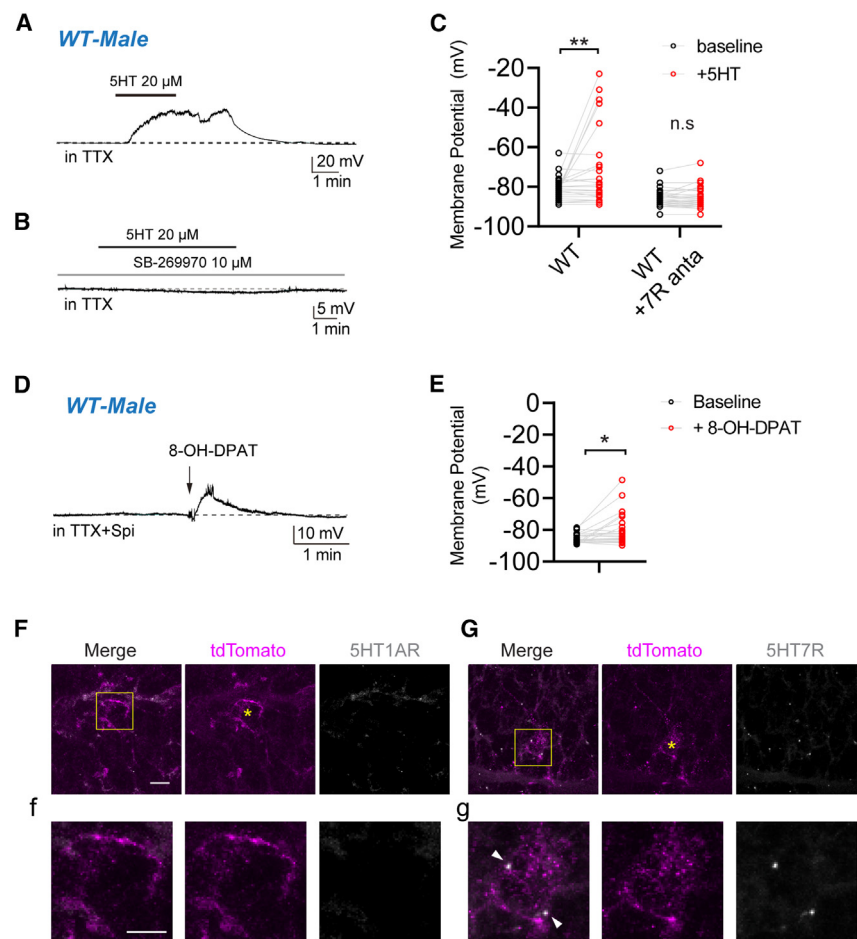 A
WT-Male
5HT 20 µM
in TTX
20 mV
1 min
B
5HT 20 µM
SB-269970 10 µM
in TTX
5 mV
1 min
C
baseline
+5HT
**
n.s
Membrane Potential (mV)
-20
-40
-60
-80
-100
WT
WT
+7R anta
D
WT-Male
8-OH-DPAT
in TTX+Spi
10 mV
1 min
E
Baseline
+ 8-OH-DPAT
*
Membrane Potential
(mV)
0
-20
-40
-60
-80
-100
F
Merge
tdTomato
5HT1AR
*
f
G
Merge
tdTomato
5HT7R
*
g